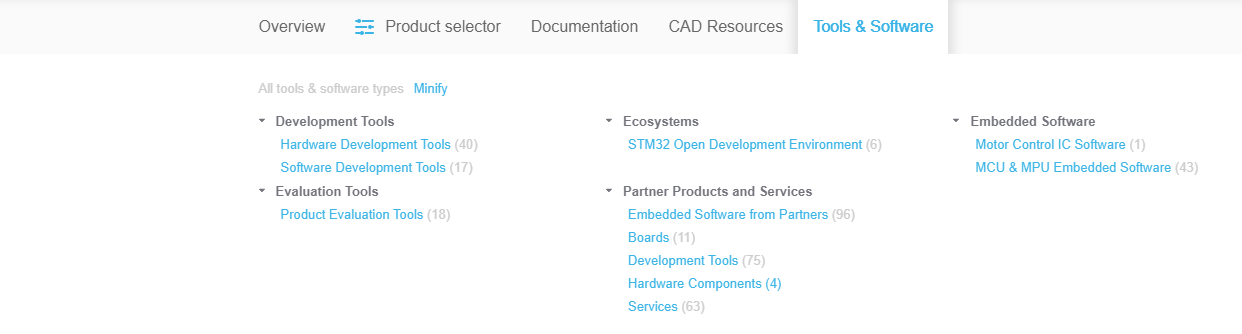 Overview Product selector Documentation CAD Resources Tools & Software
All tools & software types Minify
Development Tools
Hardware Development Tools (40)
Software Development Tools (17)
Evaluation Tools
Product Evaluation Tools (18)
Ecosystems
STM32 Open Development Environment (6)
Partner Products and Services
Embedded Software from Partners (96)
Boards (11)
Development Tools (75)
Hardware Components (4)
Services (63)
Embedded Software
Motor Control IC Software (1)
MCU & MPU Embedded Software (43)